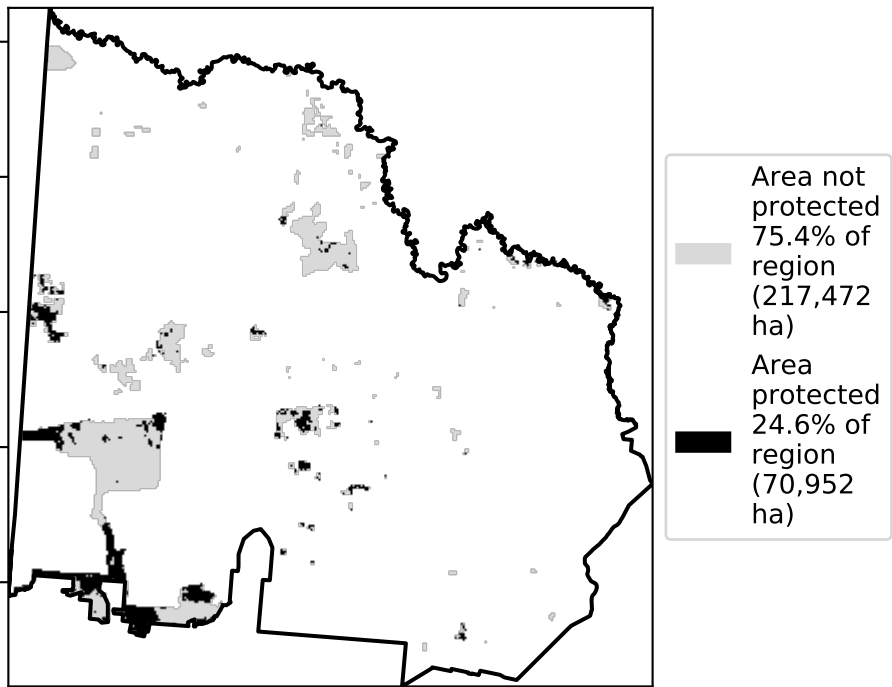 Area not
protected
75.4% of
region
(217,472
ha)
Area
protected
24.6% of
region
(70,952
ha)